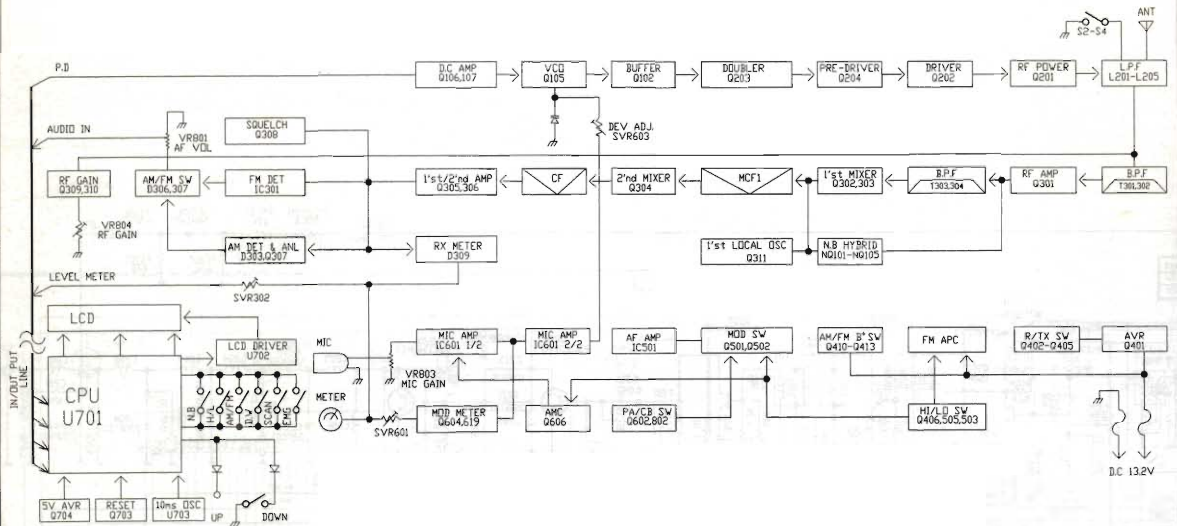 ANT
S2-S4
P.D
D.C AMP
Q106,107
VCO
Q105
BUFFER
Q102
DOUBLER
Q203
PRE-DRIVER
Q204
DRIVER
Q202
RF POWER
Q201
L.P.F
L201-L205
AUDIO IN
VR801
AF VOL
SQUELCH
Q308
DEV ADJ.
SVR603
RF GAIN
Q309,310
AM/FM SW
D306,307
FM DET
IC301
1'st/2'nd AMP
Q305,306
CF
2'nd MIXER
Q304
MCF1
1'st MIXER
Q302,303
B.P.F
T303,304
RF AMP
Q301
B.P.F
T301,302
VR804
RF GAIN
AM DET & ANL
D303,Q307
RX METER
D309
1'st LOCAL OSC
Q311
N.B HYBRID
NQ101-NQ105
LEVEL METER
SVR302
LCD
LCD DRIVER
U702
MIC
MIC AMP
IC601 1/2
MIC AMP
IC601 2/2
AF AMP
IC501
MOD SW
Q501,Q502
AM/FM B⁺SW
Q410-Q413
FM APC
R/TX SW
Q402-Q405
AVR
Q401
IN/OUT PUT
LINE
CPU
U701
N.B
H/L
AM/FM
D.W
SCAN
EMG
VR803
MIC GAIN
METER
SVR601
MOD METER
Q604,619
AMC
Q606
PA/CB SW
Q602,802
HI/LO SW
Q406,505,503
D.C 13.2V
5V AVR
Q704
RESET
Q703
10ms OSC
U703
UP
DOWN